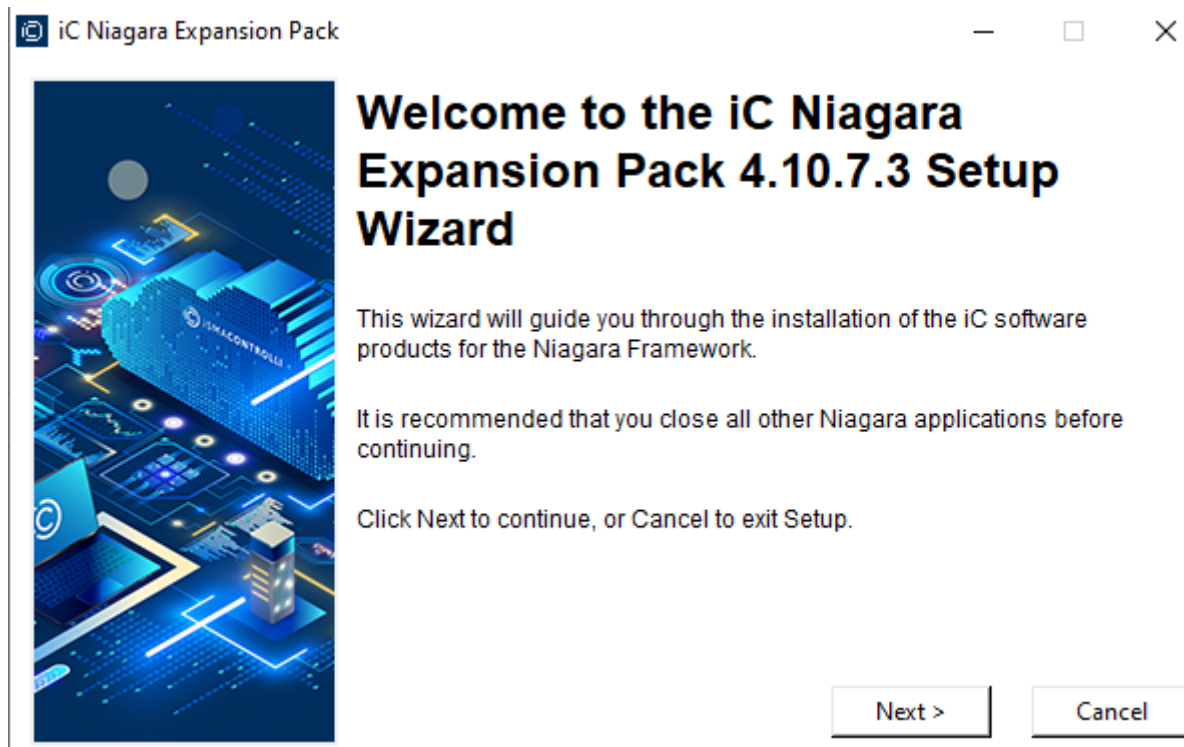 iC Niagara Expansion Pack
Welcome to the iC Niagara
Expansion Pack 4.10.7.3 Setup
Wizard
This wizard will guide you through the installation of the iC software
products for the Niagara Framework.
It is recommended that you close all other Niagara applications before
continuing.
Click Next to continue, or Cancel to exit Setup.
iSMACONTROLLI
Next >
Cancel